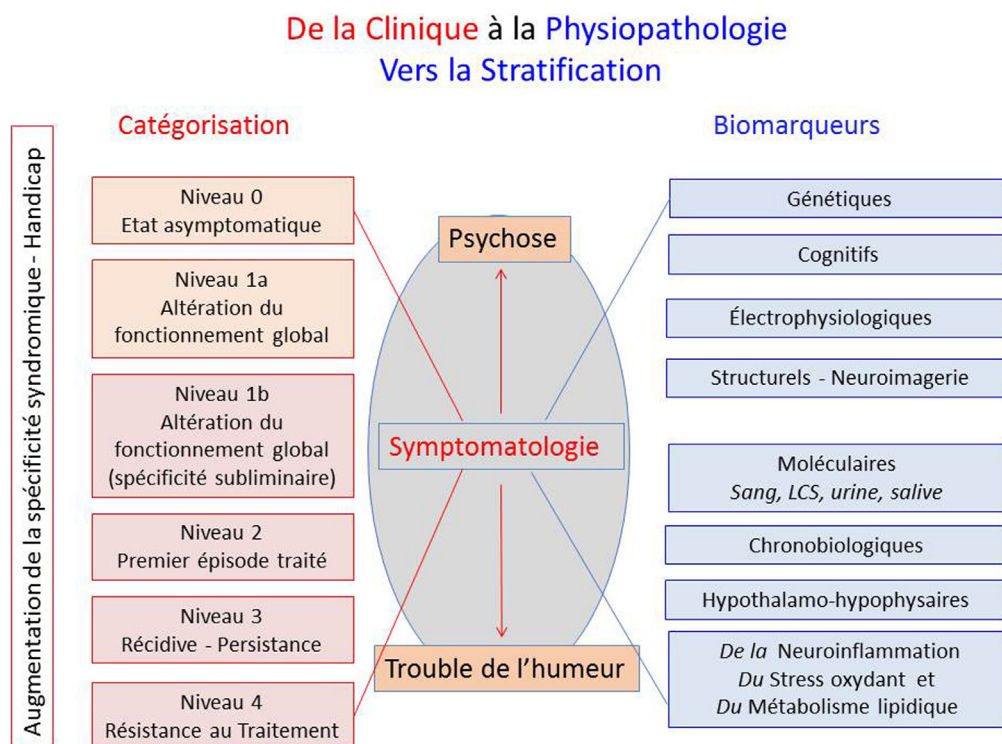 De la Clinique à la Physiopathologie
Vers la Stratification
Augmentation de la spécificité syndromique - Handicap
Catégorisation
Niveau 0
Etat asymptomatique
Niveau 1a
Altération du
fonctionnement global
Niveau 1b
Altération du
fonctionnement global
(spécificité subliminaire)
Niveau 2
Premier épisode traité
Niveau 3
Récidive - Persistance
Niveau 4
Résistance au Traitement
Psychose
Symptomatologie
Trouble de l’humeur
Biomarqueurs
Génétiques
Cognitifs
Électrophysiologiques
Structurels - Neuroimagerie
Moléculaires
Sang, LCS, urine, salive
Chronobiologiques
Hypothalamo-hypophysaires
De la Neuroinflammation
Du Stress oxydant et
Du Métabolisme lipidique